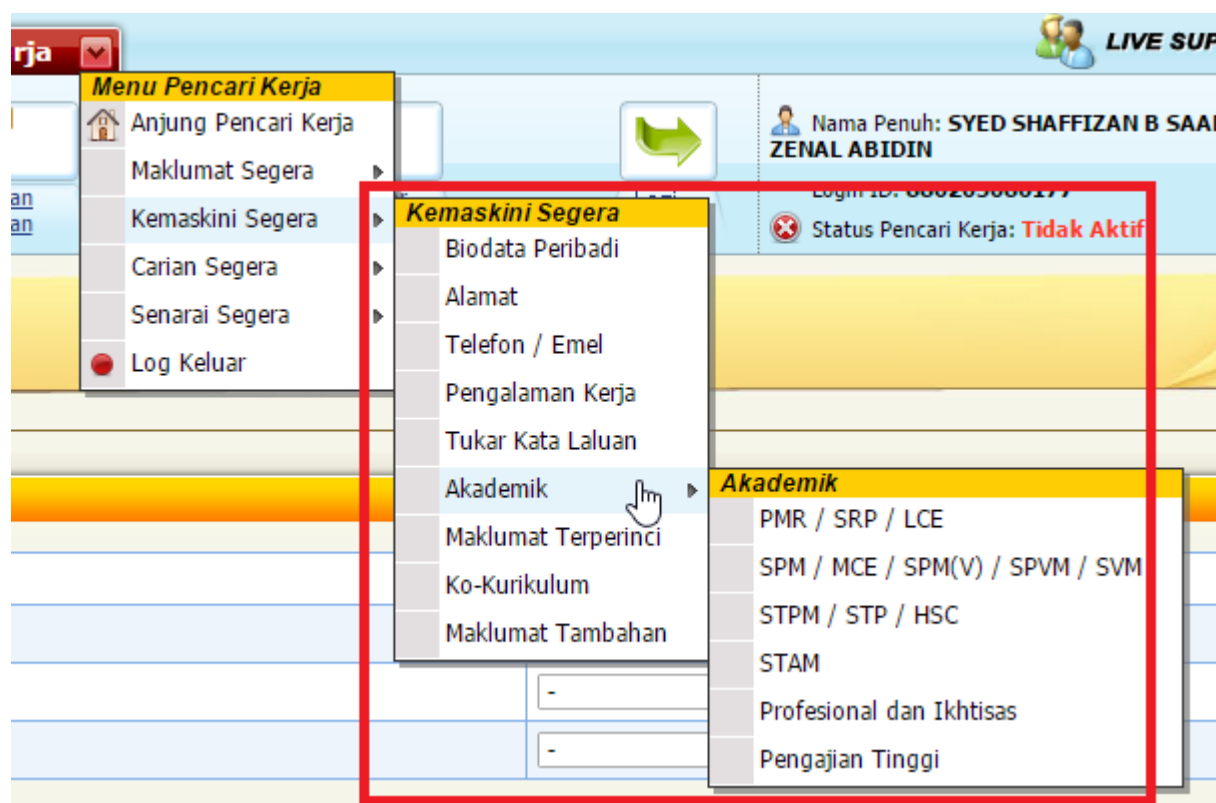 rja
LIVE SUP
Menu Pencari Kerja
Anjung Pencari Kerja
Maklumat Segera
Kemaskini Segera
Carian Segera
Senarai Segera
Log Keluar
an
an
Nama Penuh: SYED SHAFFIZAN B SAA
ZENAL ABIDIN
Status Pencari Kerja: Tidak Aktif
Kemaskini Segera
Biodata Peribadi
Alamat
Telefon / Emel
Pengalaman Kerja
Tukar Kata Laluan
Akademik
Maklumat Terperinci
Ko-Kurikulum
Maklumat Tambahan
Akademik
PMR / SRP / LCE
SPM / MCE / SPM(V) / SPVM / SVM
STPM / STP / HSC
STAM
Profesional dan Ikhtisas
Pengajian Tinggi
-
-